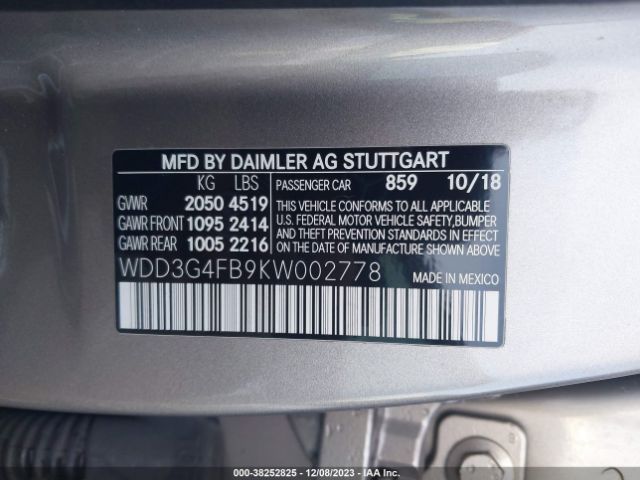 MFD BY DAIMLER AG STUTTGART
KG LBS
GVWR 2050 4519
GAWR FRONT 1095 2414
GAWR REAR 1005 2216
PASSENGER CAR 859 10/18
THIS VEHICLE CONFORMS TO ALL APPLICABLE
U.S. FEDERAL MOTOR VEHICLE SAFETY,BUMPER
AND THEFT PREVENTION STANDARDS IN EFFECT
ON THE DATE OF MANUFACTURE SHOWN ABOVE.
WDD3G4FB9KW002778 MADE IN MEXICO
000-38252825 - 12/08/2023 - IAA Inc.